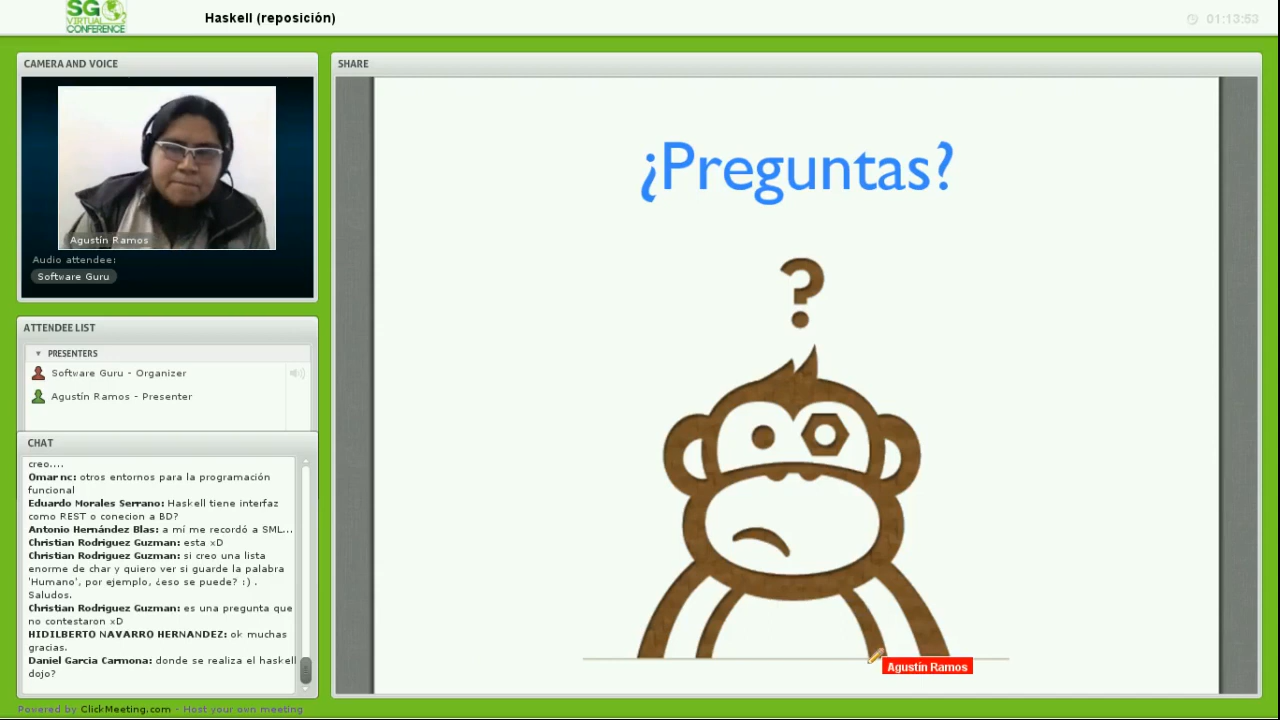 SG
VIRTUAL
CONFERENCE
Haskell (reposición)
01:13:53
CAMERA AND VOICE
Agustín Ramos
Audio attendee:
Software Guru
ATTENDEE LIST
PRESENTERS
Software Guru - Organizer
Agustín Ramos - Presenter
CHAT
creo....
Omar nc: otros entornos para la programación
funcional
Eduardo Morales Serrano: Haskell tiene interfaz
como REST o conecion a BD?
Antonio Hernández Blas: a mí me recordó a SML...
Christian Rodriguez Guzman: esta xD
Christian Rodriguez Guzman: si creo una lista
enorme de char y quiero ver si guarde la palabra
'Humano', por ejemplo, ¿eso se puede? :) .
Saludos.
Christian Rodriguez Guzman: es una pregunta que
no contestaron xD
HIDILBERTO NAVARRO HERNANDEZ: ok muchas
gracias.
Daniel Garcia Carmona: donde se realiza el haskell
dojo?
SHARE
¿Preguntas?
?
Agustín Ramos
Powered by ClickMeeting.com - Host your own meeting